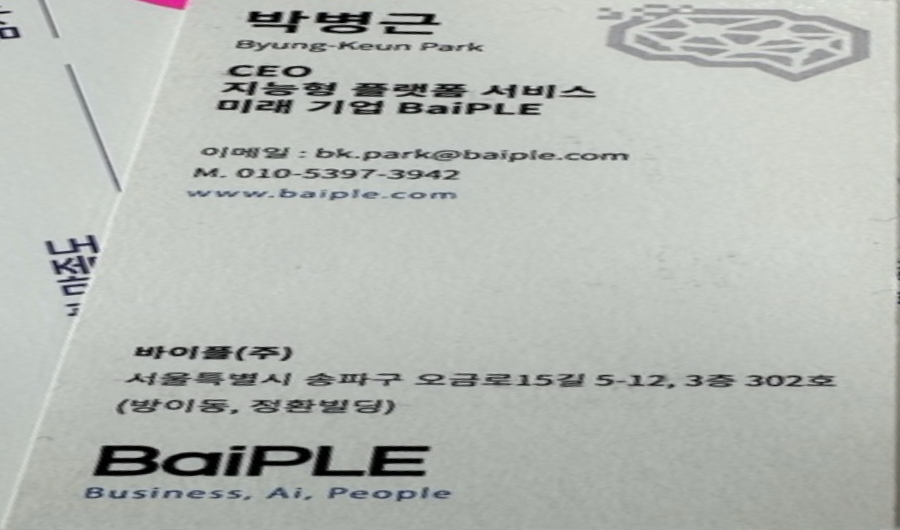 박병근
Byung-Keun Park
CEO
지능형 플랫폼 서비스
미래 기업 BaiPLE
이메일 : bk.park@baiple.com
M. 010-5397-3942
www.baiple.com
바이플(주)
서울특별시 송파구 오금로15길 5-12, 3층 302호
(방이동, 정환빌딩)
BaiPLE
Business, Ai, People